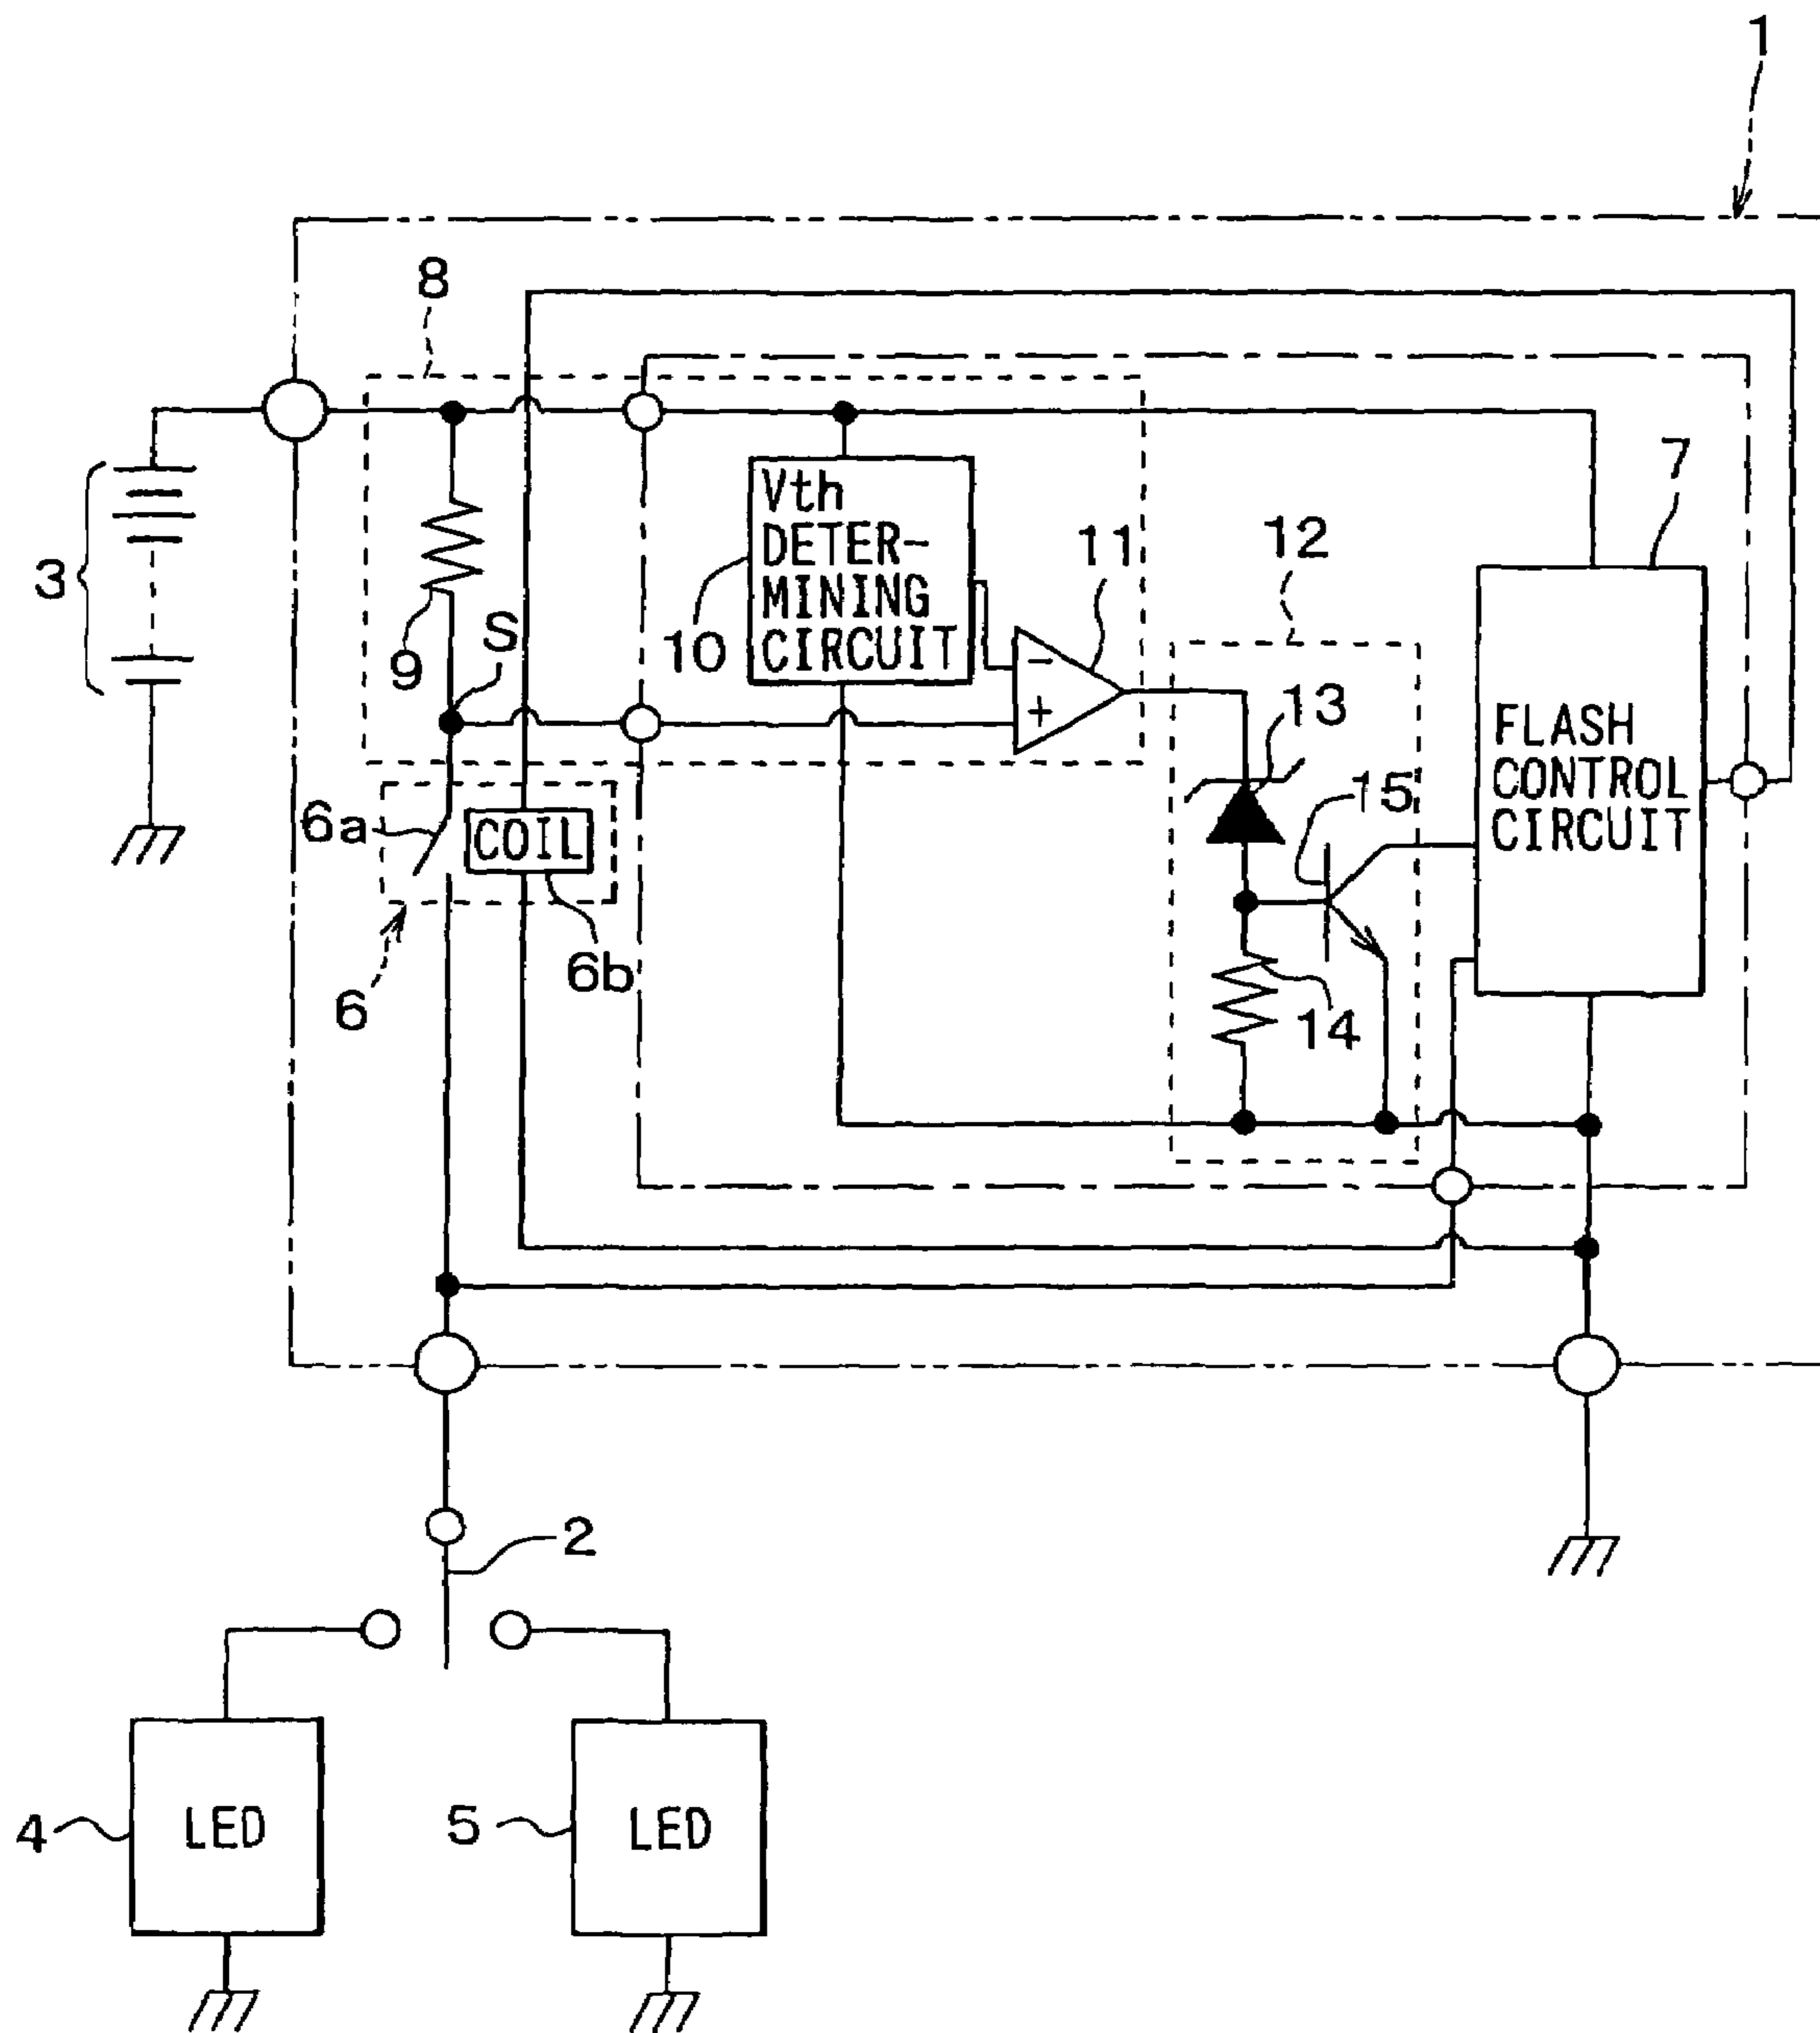 1
8
7
Vth
DETER-
MINING
CIRCUIT
11
12
3
S
10
9
−
+
13
FLASH
CONTROL
CIRCUIT
15
6a
COIL
6b
6
14
2
4
LED
5
LED